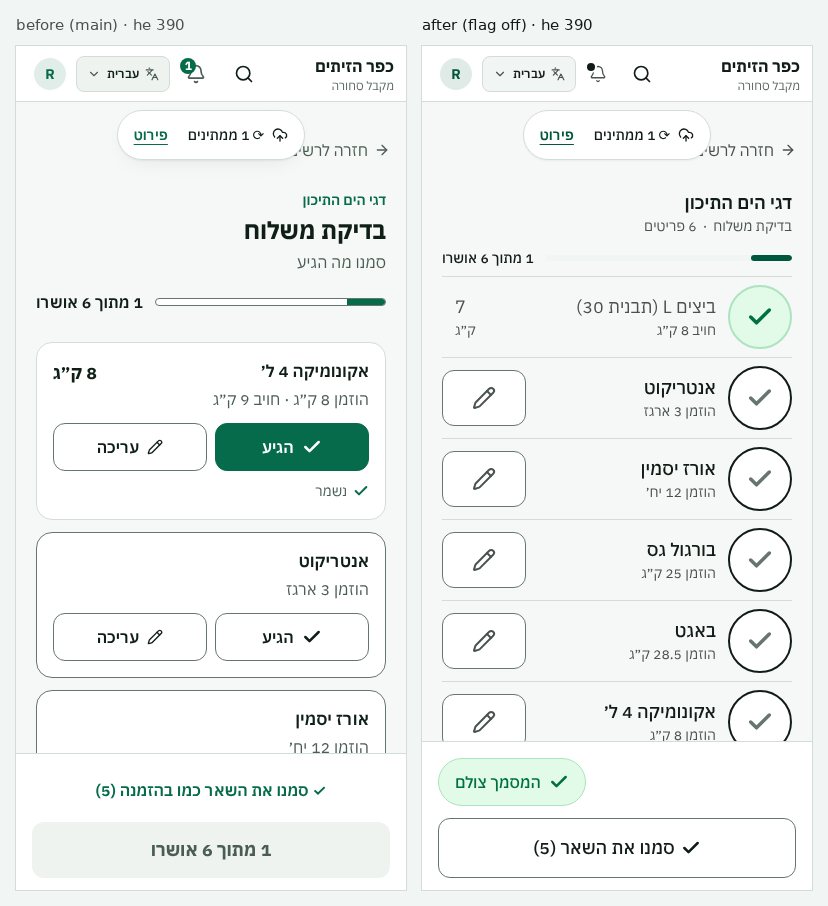 before (main) · he 390
כפר הזיתים
מקבל סחורה
1
עברית
R
חזרה לרשי
⟳ 1 ממתינים
פירוט
דגי הים התיכון
בדיקת משלוח
סמנו מה הגיע
1 מתוך 6 אושרו
אקונומיקה 4 ל׳
8 ק״ג
הוזמן 8 ק״ג · חויב 9 ק״ג
הגיע
עריכה
נשמר
אנטריקוט
הוזמן 3 ארגז
הגיע
עריכה
אורז יסמין
הוזמן 12 יח׳
סמנו את השאר כמו בהזמנה (5)
1 מתוך 6 אושרו
after (flag off) · he 390
כפר הזיתים
מקבל סחורה
עברית
R
חזרה לרשי
⟳ 1 ממתינים
פירוט
דגי הים התיכון
בדיקת משלוח · 6 פריטים
1 מתוך 6 אושרו
ביצים L (תבנית 30)
7
חויב 8 ק״ג
ק״ג
אנטריקוט
הוזמן 3 ארגז
אורז יסמין
הוזמן 12 יח׳
בורגול גס
הוזמן 25 ק״ג
באגט
הוזמן 28.5 ק״ג
אקונומיקה 4 ל׳
הוזמן 8 ק״ג
המסמך צולם
סמנו את השאר (5)